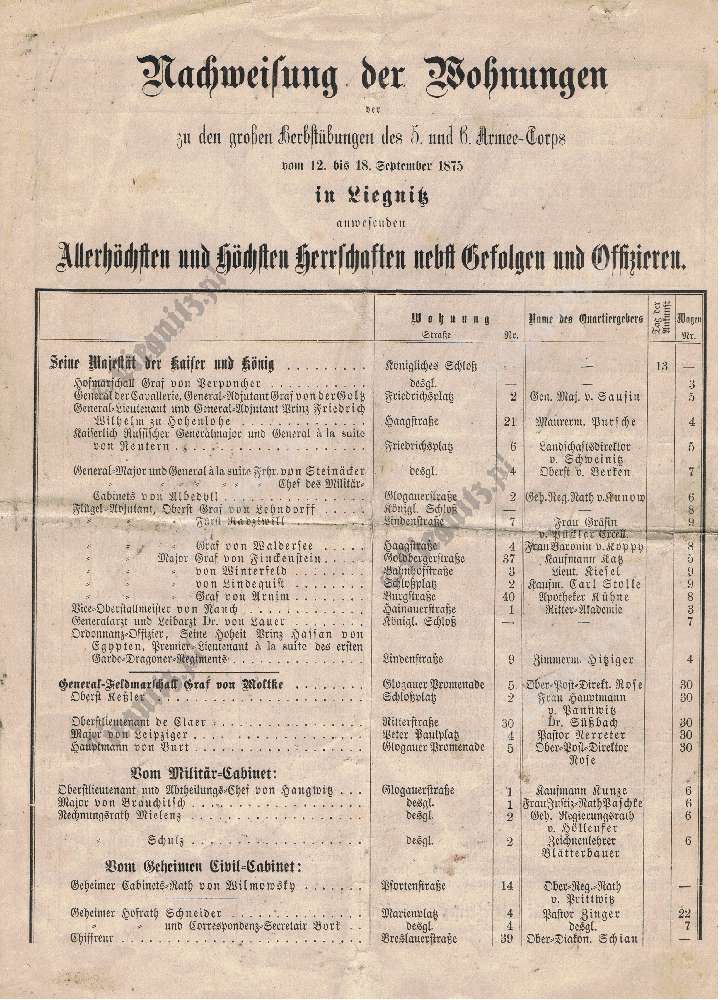 Nachweisung der Wohnungen
der
zu den großen Herbstübungen des 5. und 6. Armee-Corps
vom 12. bis 18. September 1875
in Liegnitz
anwesenden
Allerhöchsten und Höchsten Herrschaften nebst Gefolgen und Offizieren.
Wohnung Name des Quartiergebers Tag der Ankunft Wagen
Straße Nr. Nr.
Seine Majestät der Kaiser und König . . . . . . . . . Königliches Schloß — — 13 —
Hofmarschall Graf von Perponcher . . . . . . . . . desgl. — — 3
General der Cavallerie, General-Adjutant Graf von der Goltz Friedrichsplatz 2 Gen. Maj. v. Sausin 5
General-Lieutenant und General-Adjutant Prinz Friedrich
Wilhelm zu Hohenlohe . . . . . . . . . Haagstraße 21 Maurerm. Pursche 4
Kaiserlich Russischer Generalmajor und General à la suite
von Reutern . . . . . . . . . Friedrichsplatz 6 Landschaftsdirektor 5
v. Schweinitz
General-Major und General à la suite Frhr. von Steinäcker desgl. 4 Oberst v. Berken 7
" " " " Chef des Militär-
Cabinets von Albedyll . . . . . . . . . Glogauerstraße 2 Geh. Reg. Rath v. Kunow 6
Flügel-Adjutant, Oberst Graf von Lehndorff . . . Königl. Schloß — — 8
" " Fürst Radziwill . . . . . . Lindenstraße 7 Frau Gräfin 9
v. Pückler Excell.
" " Graf von Waldersee . . . . . Haagstraße 4 Frau Baronin v. Koppy 8
" Major Graf von Finckenstein . . . . Goldbergerstraße 37 Kaufmann Katz 5
" " von Winterfeld . . . . . . Bahnhofstraße 3 Lieut. Kiesel 9
" " von Lindequist . . . . . . Schloßplatz 2 Kaufm. Carl Stolle 9
" " Graf von Arnim . . . . . . Burgstraße 40 Apotheker Kühne 8
Vice-Oberstallmeister von Rauch . . . . . . . . . Hainauerstraße 1 Ritter-Akademie 3
Generalarzt und Leibarzt Dr. von Lauer . . . . . . Königl. Schloß — — 7
Ordonnanz-Offizier, Seine Hoheit Prinz Hassan von
Egypten, Premier-Lieutenant à la suite des ersten
Garde-Dragoner-Regiments . . . . . . . . . Lindenstraße 9 Zimmerm. Hitziger 4
General-Feldmarschall Graf von Moltke . . . . . . Glogauer Promenade 5 Ober-Post-Direkt. Rose 30
Oberst Keßler . . . . . . . . . Schloßplatz 2 Frau Hauptmann 30
v. Pannwitz
Oberstlieutenant de Claer . . . . . . . . . Ritterstraße 30 Dr. Süßbach 30
Major von Leipziger . . . . . . . . . Peter Paulplatz 4 Pastor Nerreter 30
Hauptmann von Burt . . . . . . . . . Glogauer Promenade 5 Ober-Post-Direktor 30
Rose
Vom Militär-Cabinet:
Oberstlieutenant und Abtheilungs-Chef von Haugwitz . . . Glogauerstraße 1 Kaufmann Kunze 6
Major von Brauchitsch . . . . . . . . . desgl. 1 Frau Justiz-Rath Paschke 6
Rechnungsrath Mielenz . . . . . . . . . desgl. 2 Geh. Regierungsrath 6
v. Höllenfer
" Schulz . . . . . . . . . desgl. 2 Zeichnenlehrer 6
Blätterbauer
Vom Geheimen Civil-Cabinet:
Geheimer Cabinets-Rath von Wilmowsky . . . . . . Pfortenstraße 14 Ober-Reg.-Rath —
v. Prittwitz
Geheimer Hofrath Schneider . . . . . . . . . Marienplatz 4 Pastor Zinger 22
" " und Correspondenz-Secretair Bork . . desgl. 4 desgl. 7
Chiffreur . . . . . . . . . Breslauerstraße 39 Ober-Diakon. Schian —